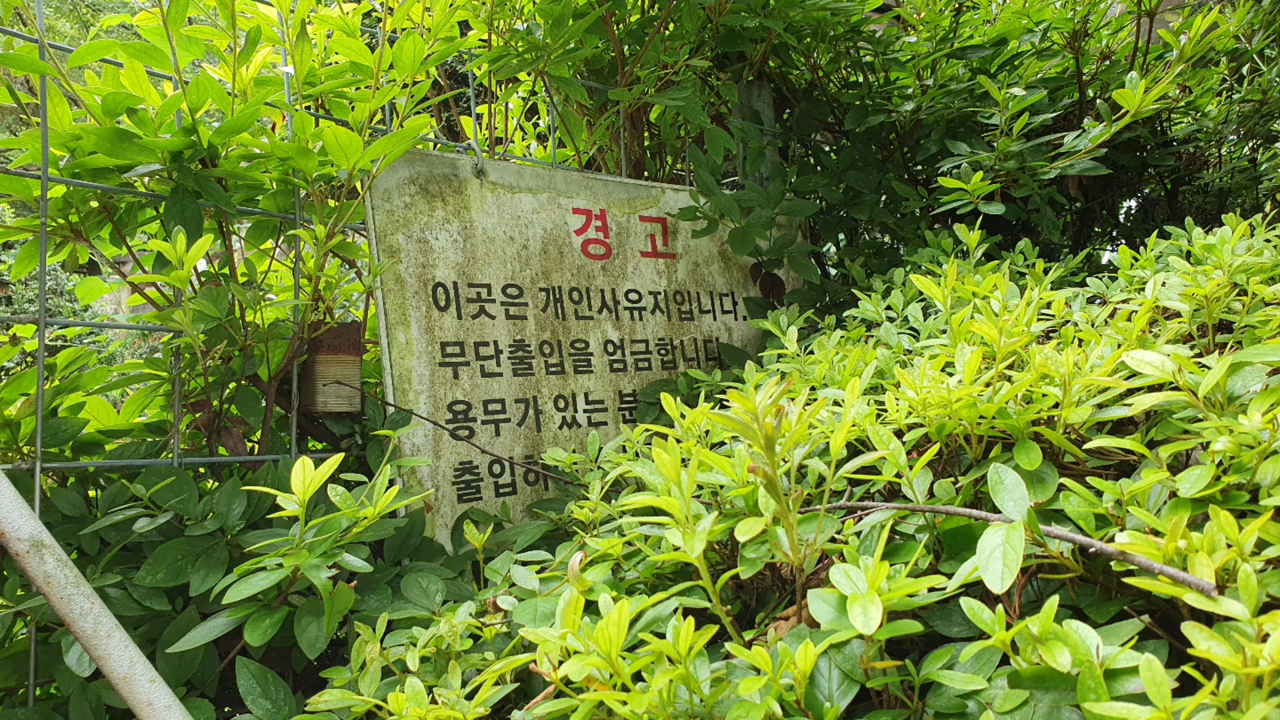 경고
이곳은 개인사유지입니다.
무단출입을 엄금합니다
용무가 있는 분
출입하